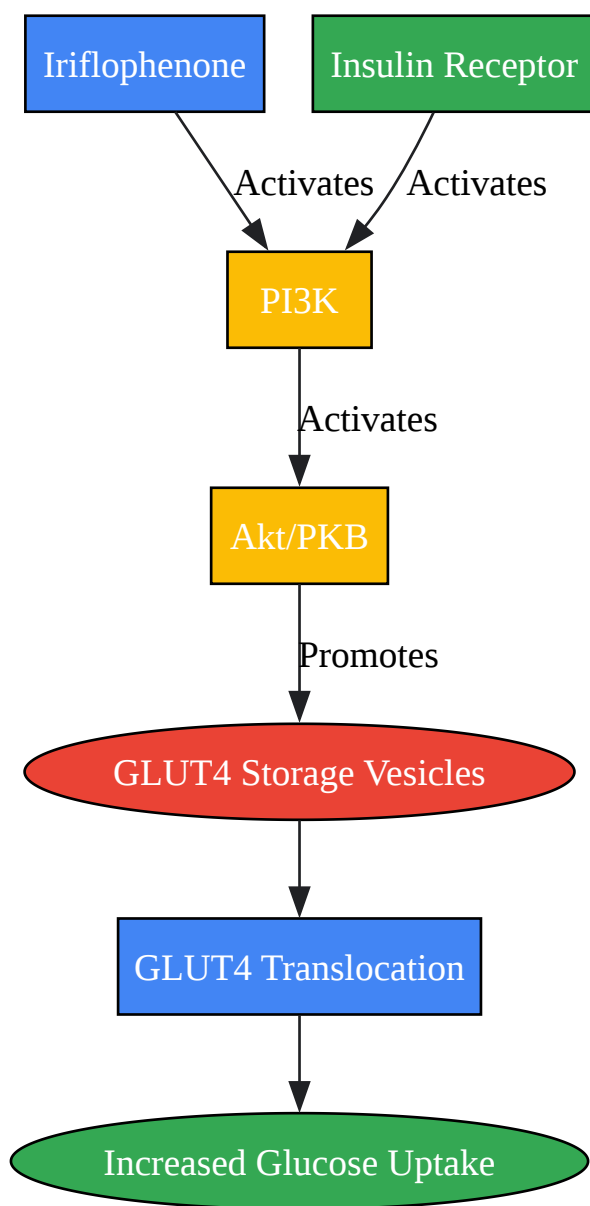 Iriflophenone
Insulin Receptor
Activates
Activates
PI3K
Activates
Akt/PKB
Promotes
GLUT4 Storage Vesicles
GLUT4 Translocation
Increased Glucose Uptake